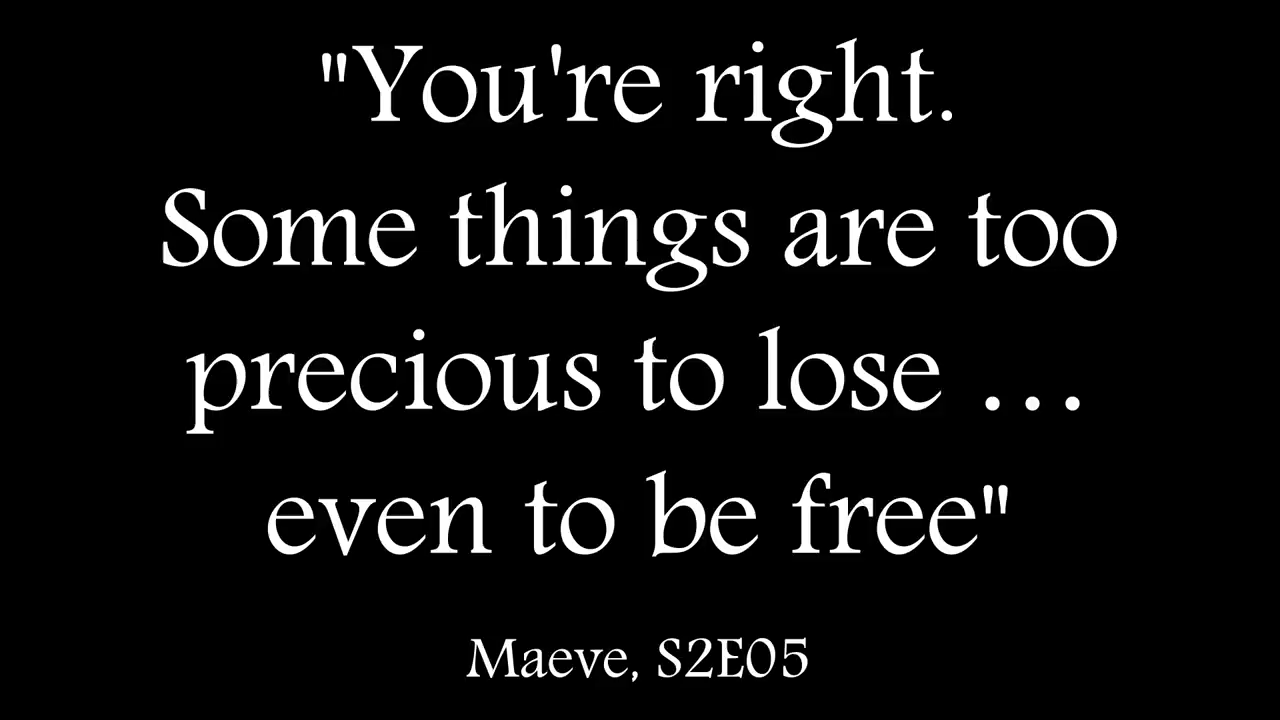 "You're right.
Some things are too
precious to lose ...
even to be free"
Maeve, S2E05